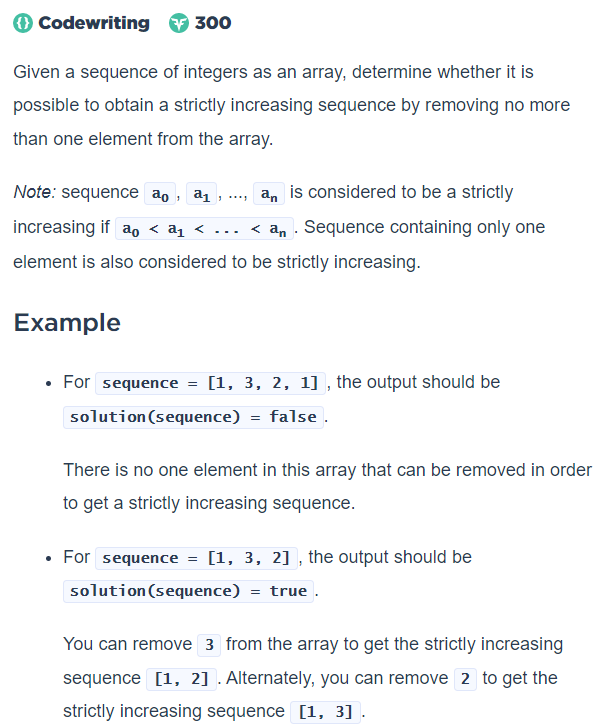 Codewriting 300
Given a sequence of integers as an array, determine whether it is
possible to obtain a strictly increasing sequence by removing no more
than one element from the array.
Note: sequence a₀ , a₁ , ..., aₙ is considered to be a strictly
increasing if a₀ < a₁ < ... < aₙ . Sequence containing only one
element is also considered to be strictly increasing.
Example
• For sequence = [1, 3, 2, 1] , the output should be
solution(sequence) = false .
There is no one element in this array that can be removed in order
to get a strictly increasing sequence.
• For sequence = [1, 3, 2] , the output should be
solution(sequence) = true .
You can remove 3 from the array to get the strictly increasing
sequence [1, 2] . Alternately, you can remove 2 to get the
strictly increasing sequence [1, 3] .